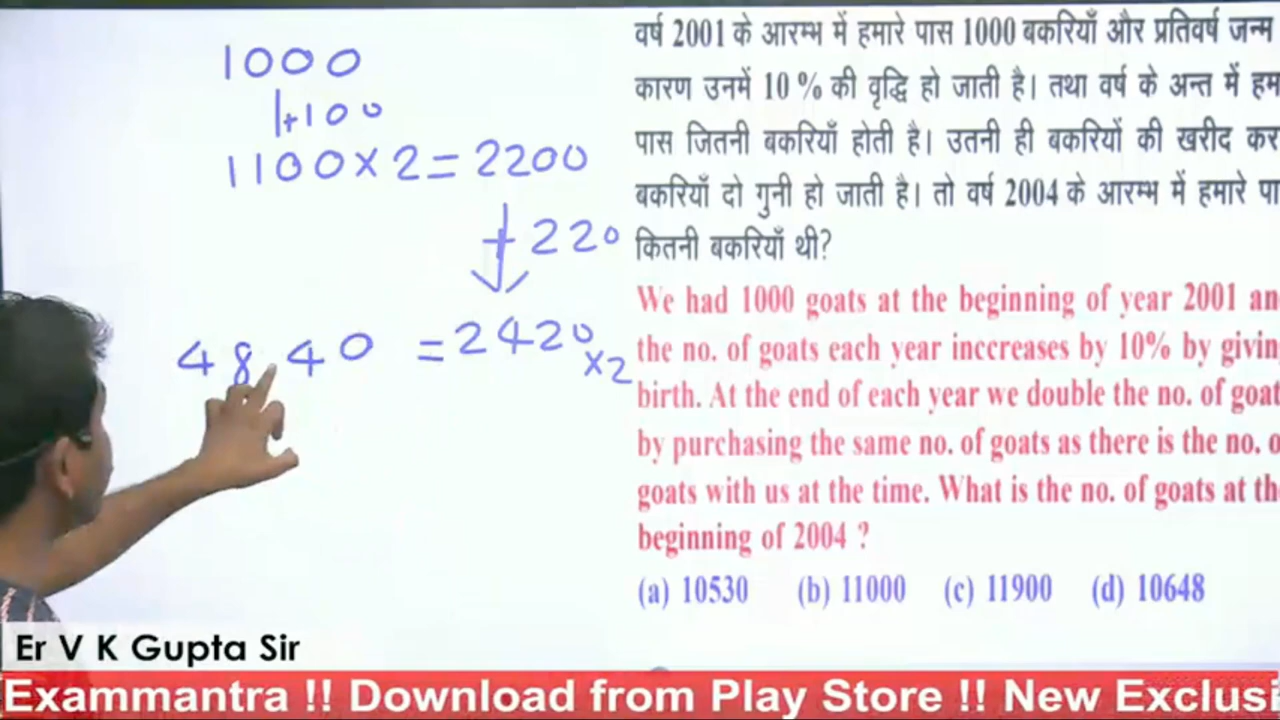 1000
+100
1100×2=2200
+220
4840 =2420
×2
वर्ष 2001 के आरम्भ में हमारे पास 1000 बकरियाँ और प्रतिवर्ष जन्म
कारण उनमें 10 % की वृद्धि हो जाती है। तथा वर्ष के अन्त में हम
पास जितनी बकरियाँ होती है। उतनी ही बकरियों की खरीद कर
बकरियाँ दो गुनी हो जाती है। तो वर्ष 2004 के आरम्भ में हमारे पा
कितनी बकरियाँ थी?
We had 1000 goats at the beginning of year 2001 an
the no. of goats each year inccreases by 10% by givin
birth. At the end of each year we double the no. of goat
by purchasing the same no. of goats as there is the no. o
goats with us at the time. What is the no. of goats at th
beginning of 2004 ?
(a) 10530 (b) 11000 (c) 11900 (d) 10648
Er V K Gupta Sir
Exammantra !! Download from Play Store !! New Exclusi